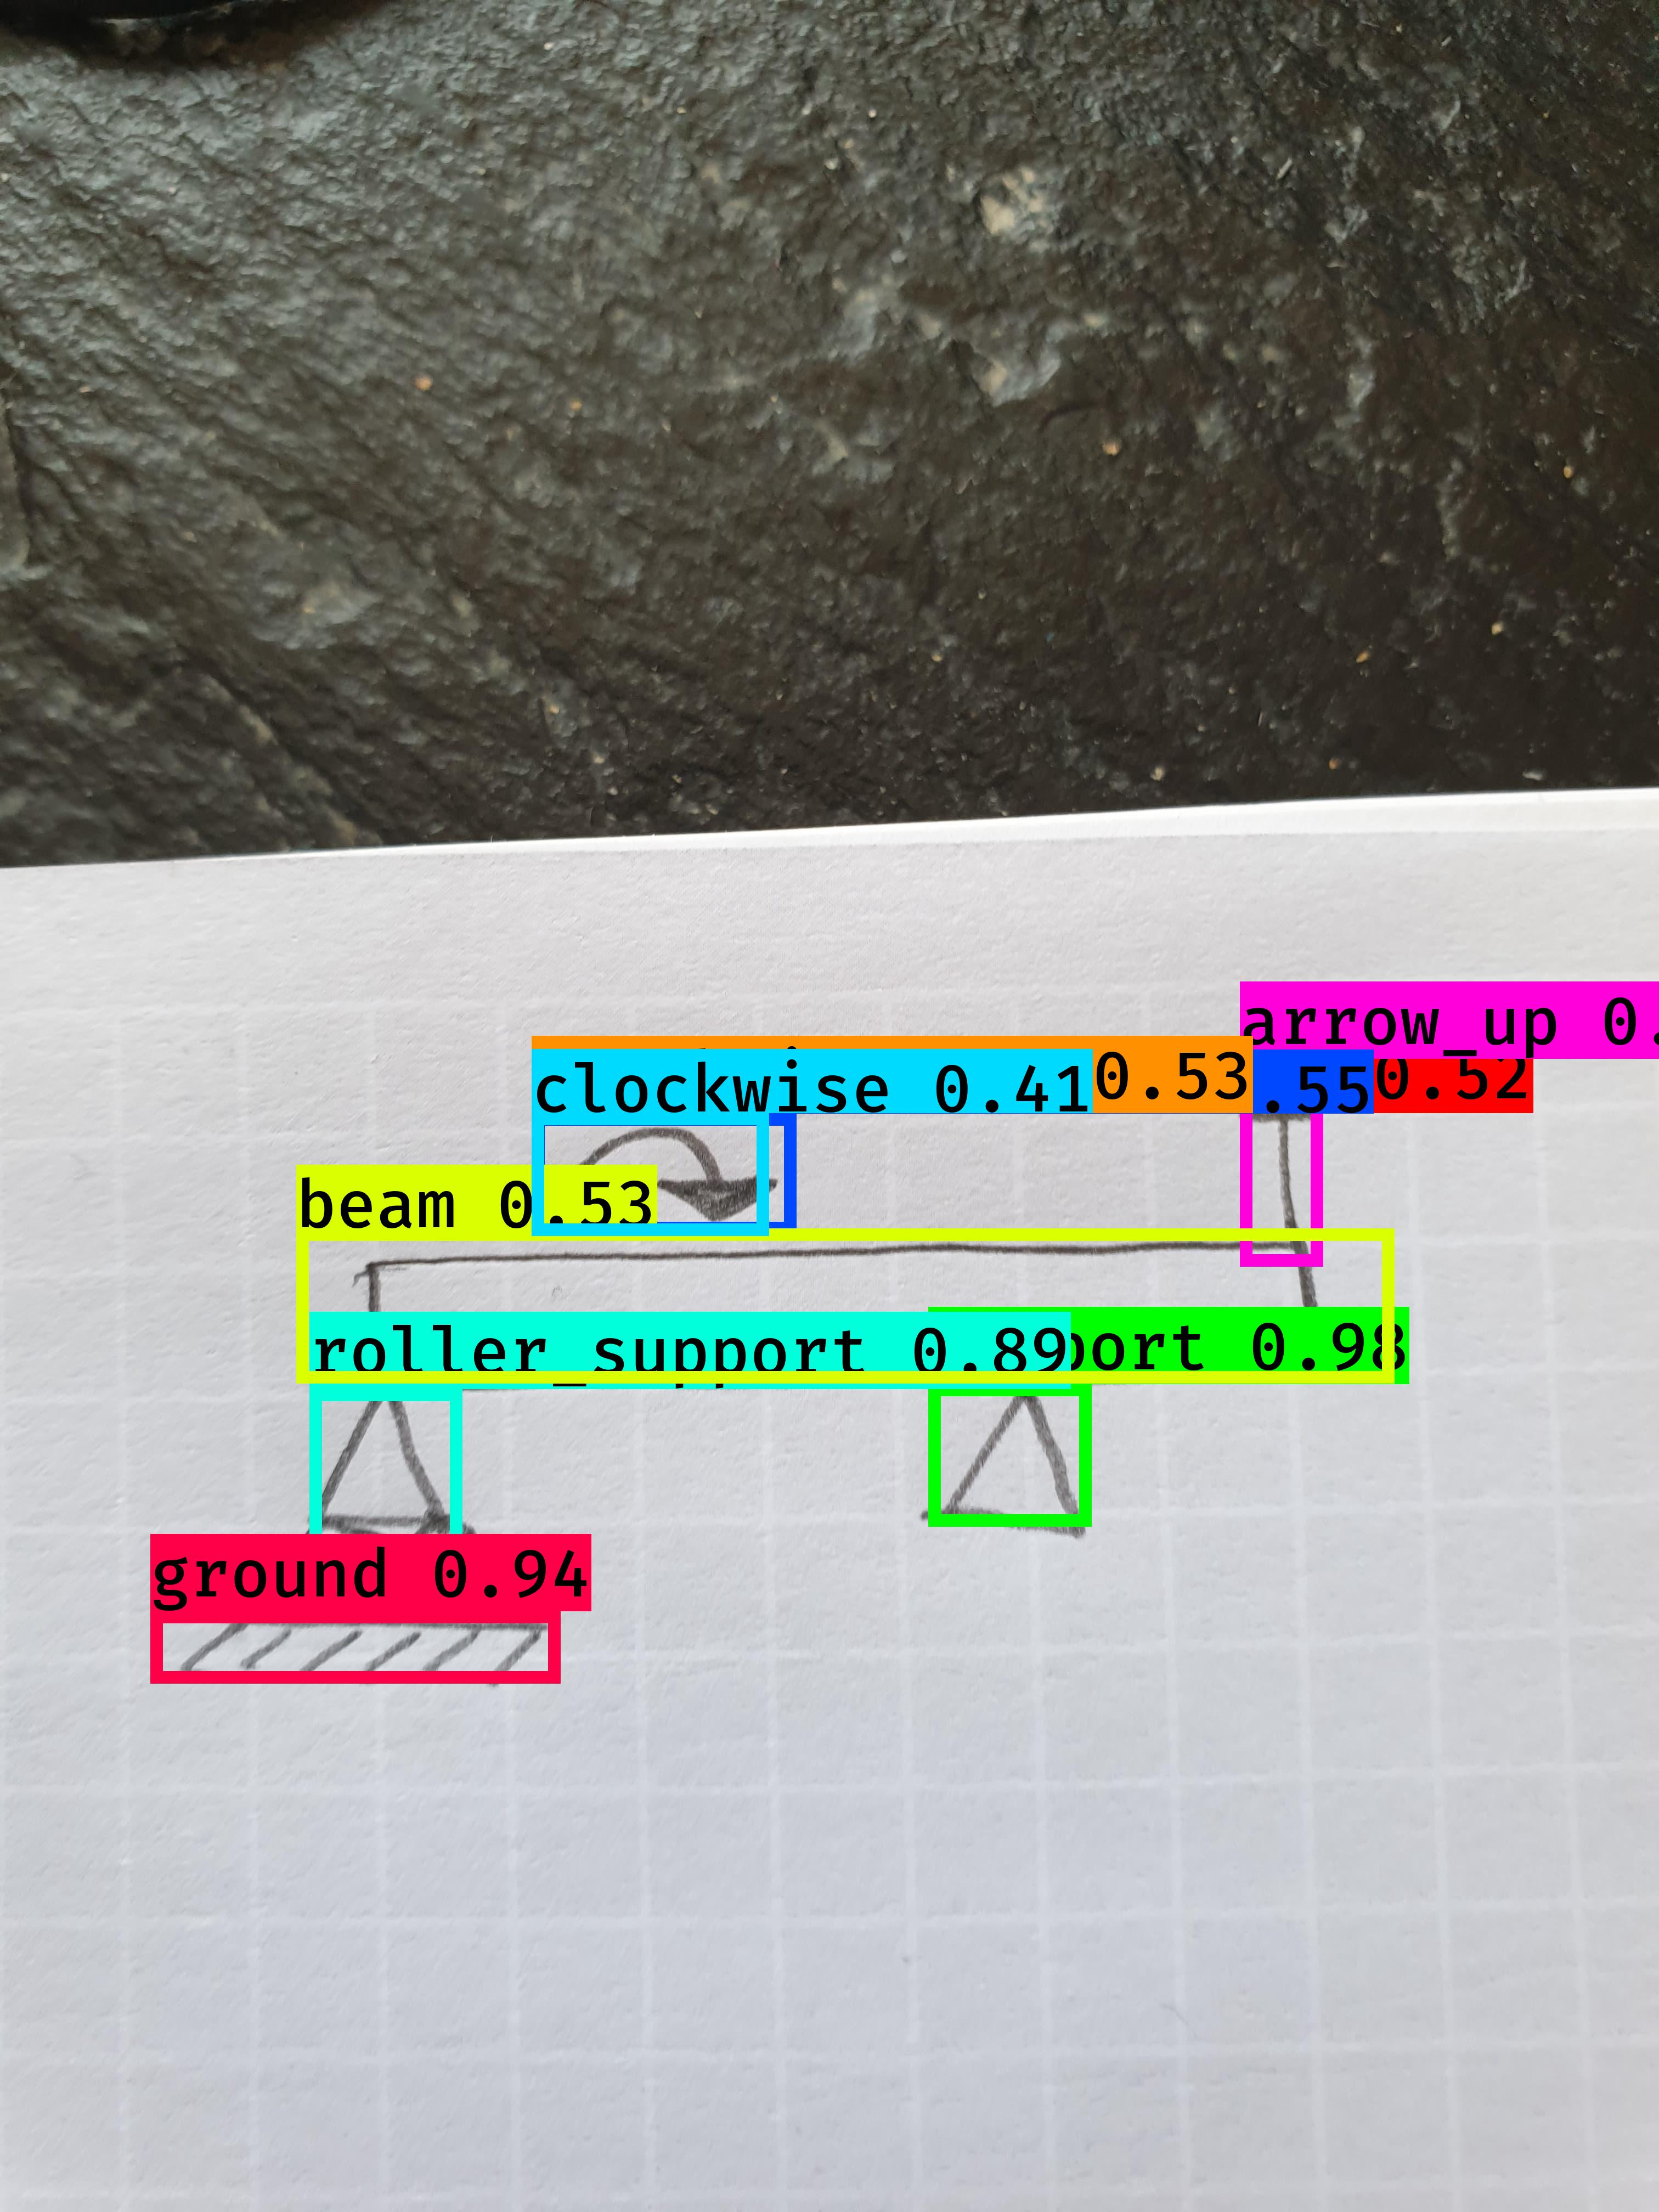 arrow_up 0.
clockwise 0.41
0.53
.55
0.52
beam 0.53
roller_support 0.89
port 0.98
ground 0.94